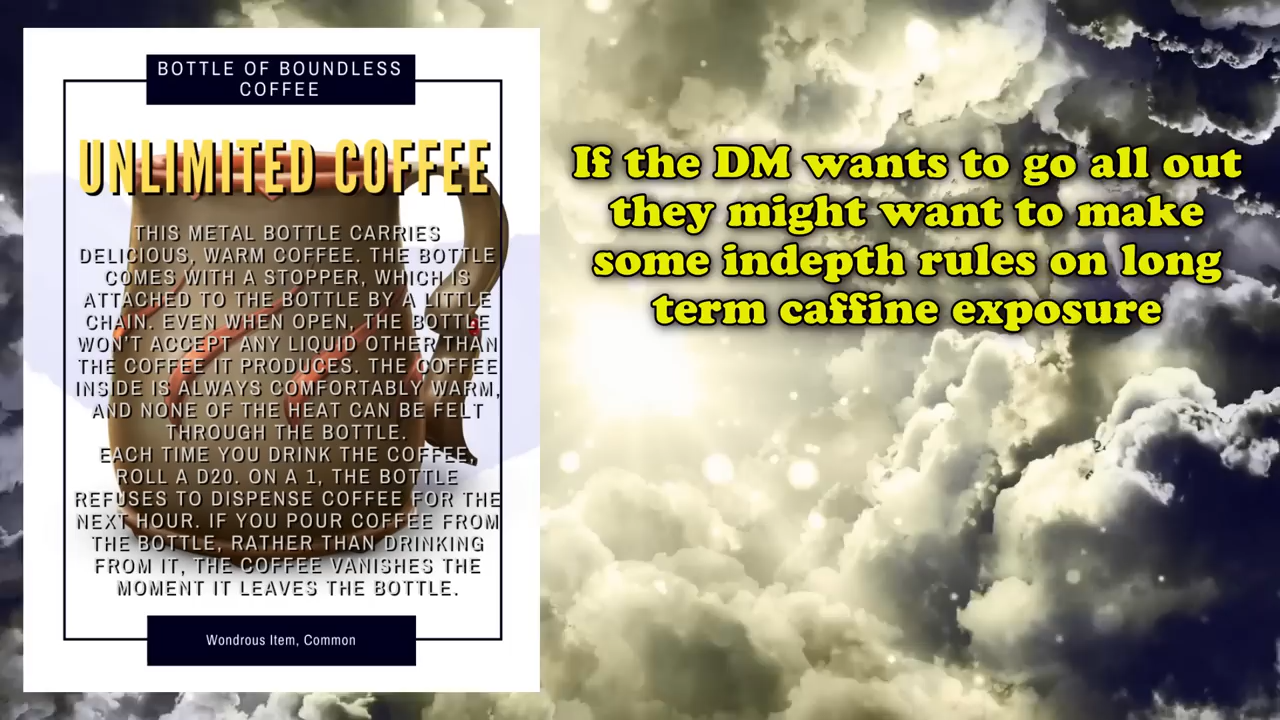 BOTTLE OF BOUNDLESS
COFFEE
UNLIMITED COFFEE
THIS METAL BOTTLE CARRIES
DELICIOUS, WARM COFFEE. THE BOTTLE
COMES WITH A STOPPER, WHICH IS
ATTACHED TO THE BOTTLE BY A LITTLE
CHAIN. EVEN WHEN OPEN, THE BOTTLE
WON'T ACCEPT ANY LIQUID OTHER THAN
THE COFFEE IT PRODUCES. THE COFFEE
INSIDE IS ALWAYS COMFORTABLY WARM,
AND NONE OF THE HEAT CAN BE FELT
THROUGH THE BOTTLE.
EACH TIME YOU DRINK THE COFFEE,
ROLL A D20. ON A 1, THE BOTTLE
REFUSES TO DISPENSE COFFEE FOR THE
NEXT HOUR. IF YOU POUR COFFEE FROM
THE BOTTLE, RATHER THAN DRINKING
FROM IT, THE COFFEE VANISHES THE
MOMENT IT LEAVES THE BOTTLE.
Wondrous Item, Common
If the DM wants to go all out
they might want to make
some indepth rules on long
term caffine exposure